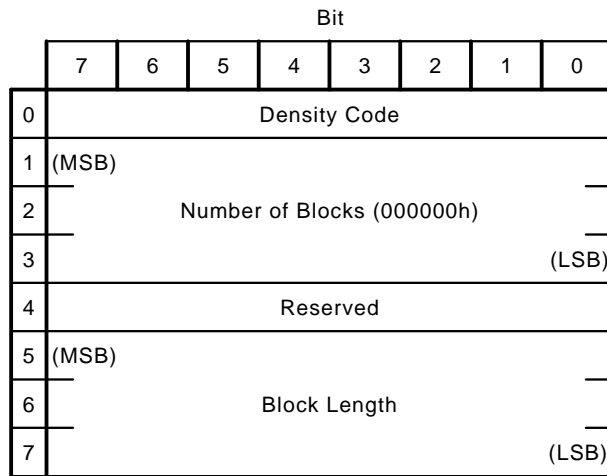 Bit
7 6 5 4 3 2 1 0
0 Density Code
1 (MSB)
2 Number of Blocks (000000h)
3 (LSB)
4 Reserved
5 (MSB)
6 Block Length
7 (LSB)